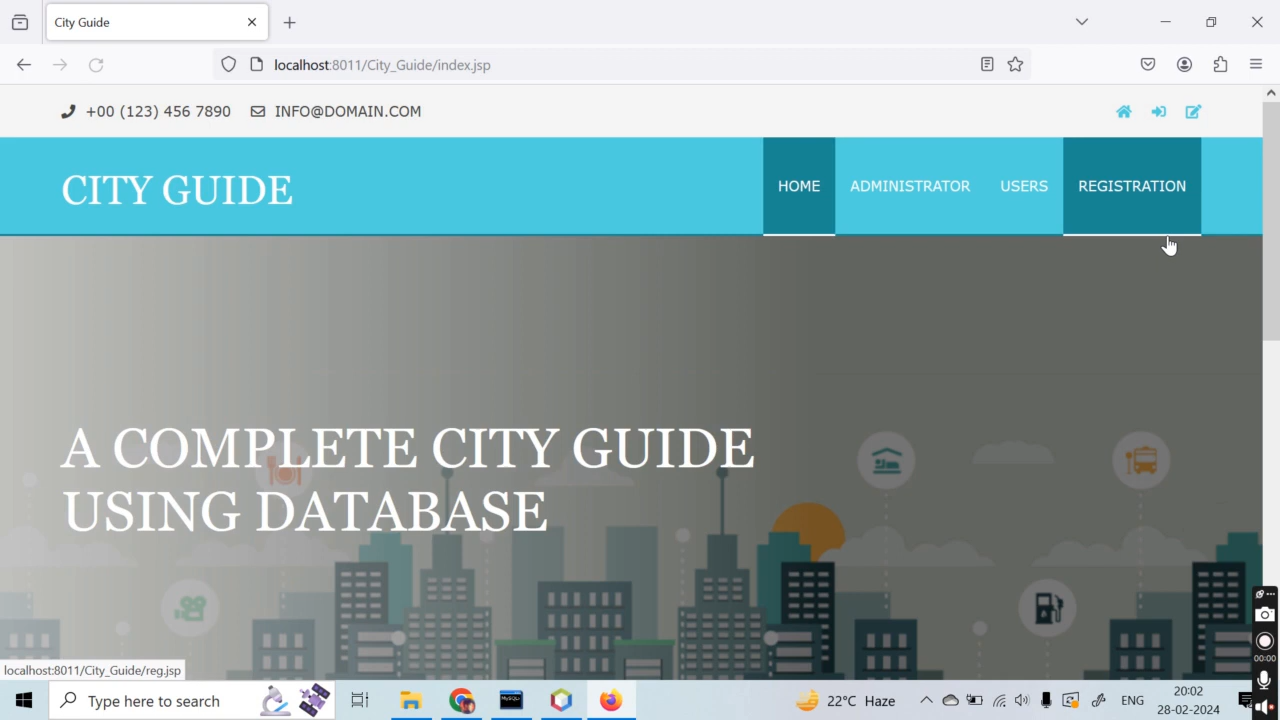 City Guide
localhost:8011/City_Guide/index.jsp
+00 (123) 456 7890 INFO@DOMAIN.COM
CITY GUIDE
HOME ADMINISTRATOR USERS REGISTRATION
A COMPLETE CITY GUIDE
USING DATABASE
localhost:8011/City_Guide/reg.jsp
00:00
Type here to search
22°C Haze
ENG
20:02
28-02-2024